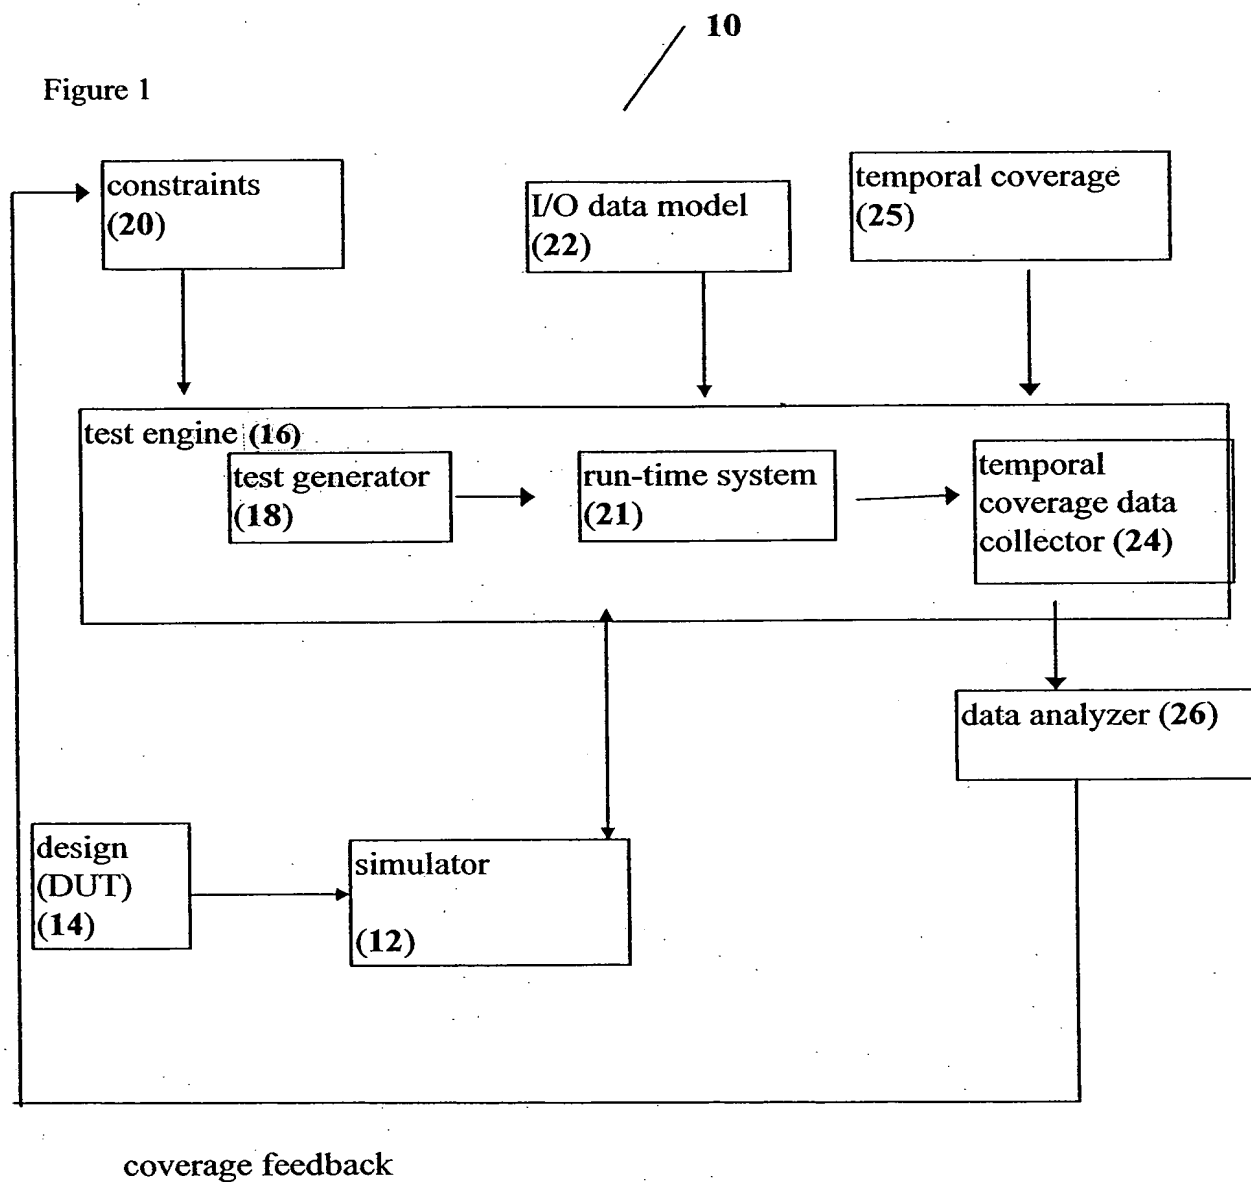 10
Figure 1
constraints
(20)
I/O data model
(22)
temporal coverage
(25)
test engine (16)
test generator
(18)
run-time system
(21)
temporal
coverage data
collector (24)
data analyzer (26)
design
(DUT)
(14)
simulator
(12)
coverage feedback